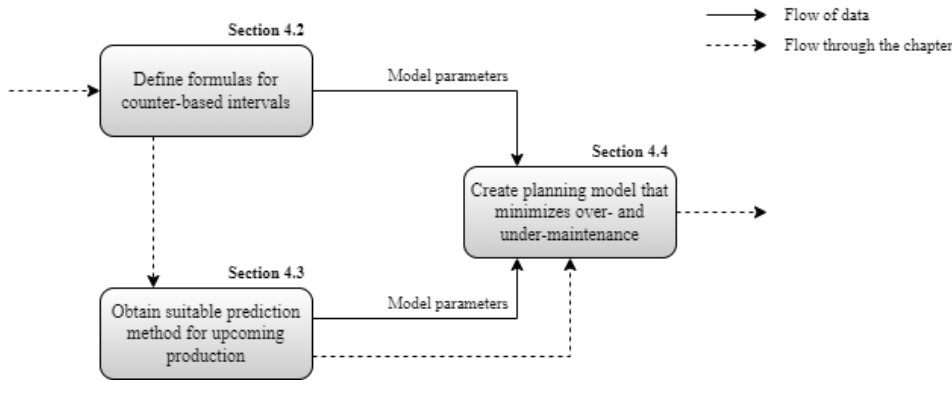 Section 4.2
Flow of data
Flow through the chapter
Define formulas for
counter-based intervals
Model parameters
Section 4.4
Create planning model that
minimizes over- and
under-maintenance
Section 4.3
Obtain suitable prediction
method for upcoming
production
Model parameters